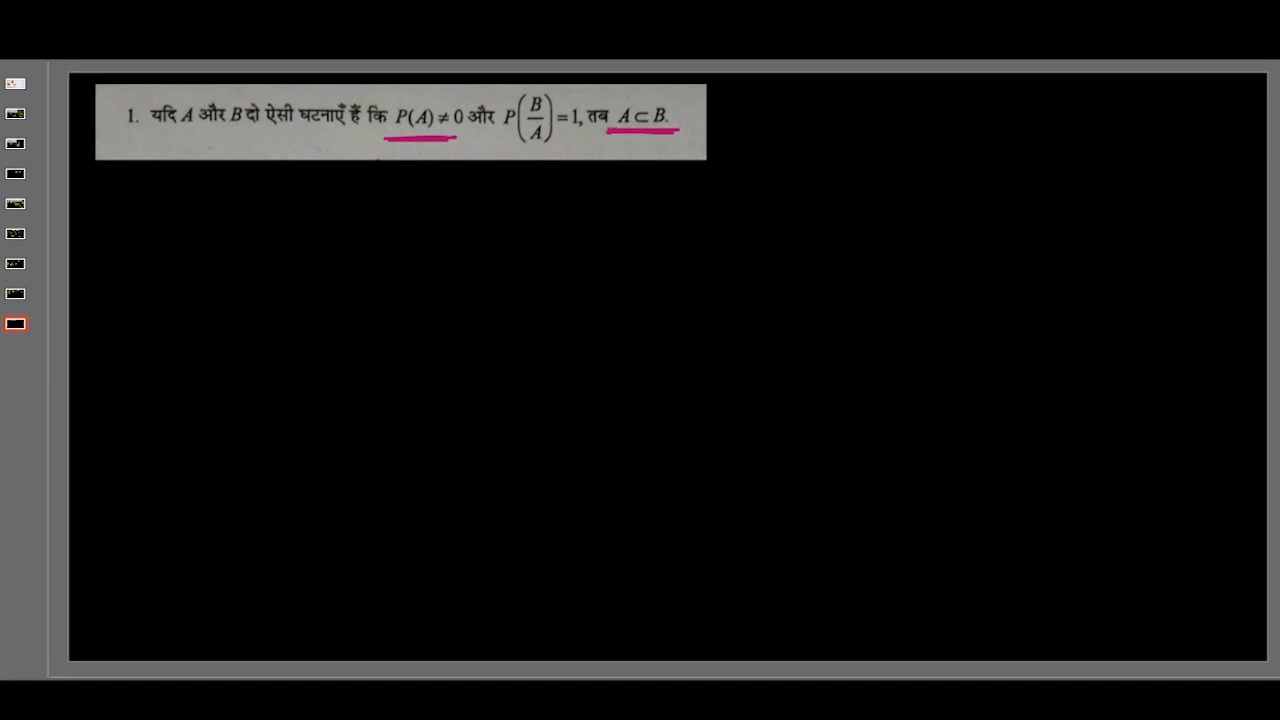 1. यदि A और B दो ऐसी घटनाएँ हैं कि P(A) ≠ 0 और P(B/A) = 1, तब A ⊂ B.